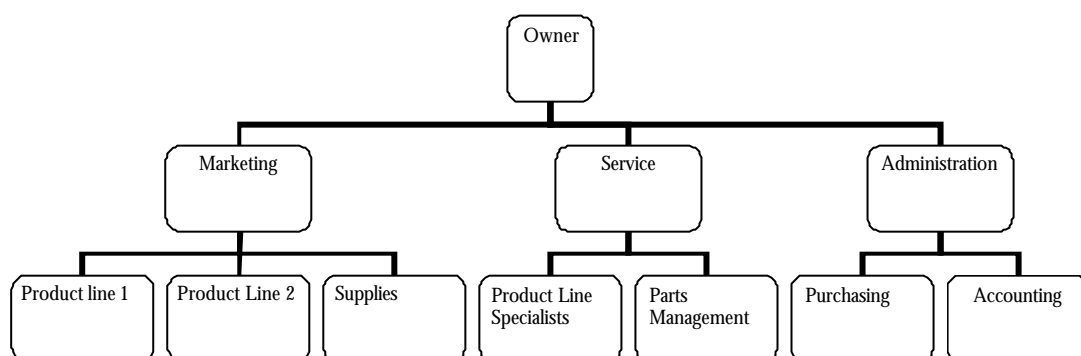 Owner
Marketing
Service
Administration
Product line 1
Product Line 2
Supplies
Product Line
Specialists
Parts
Management
Purchasing
Accounting